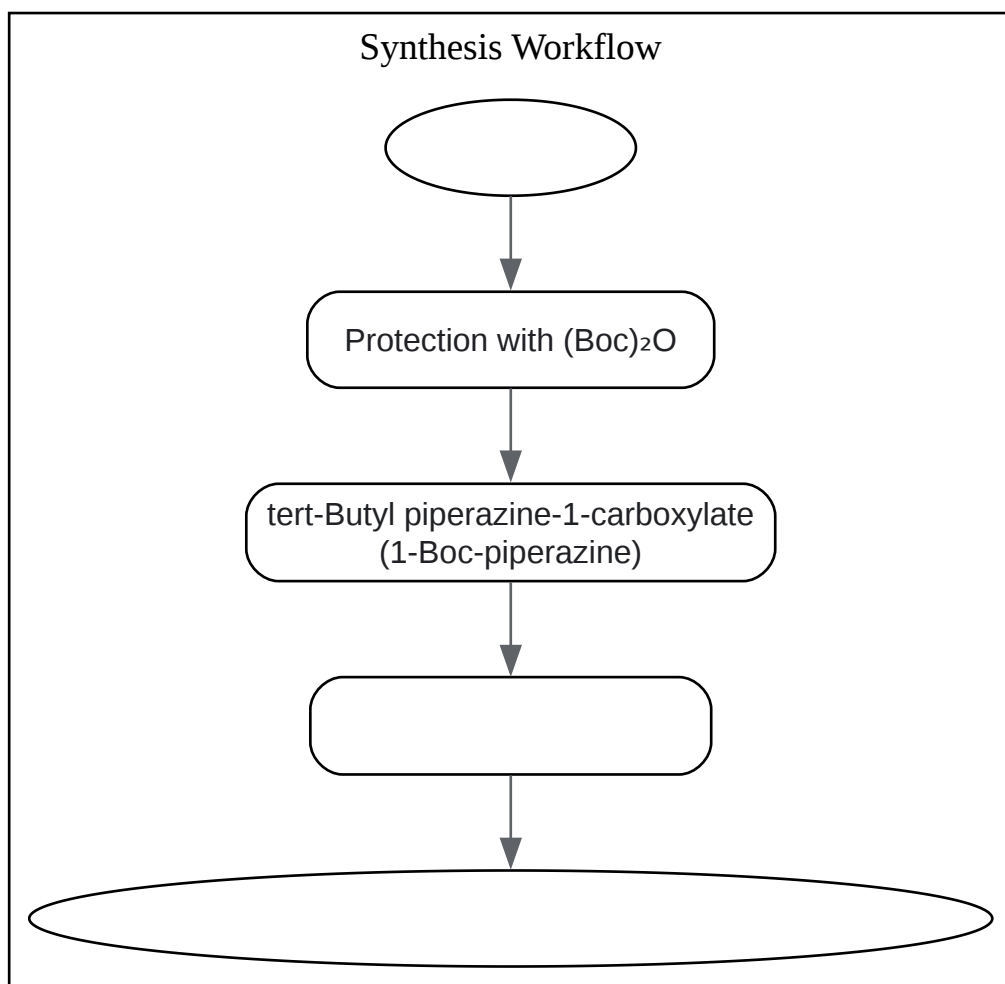 Synthesis Workflow
Protection with (Boc)₂O
tert-Butyl piperazine-1-carboxylate
(1-Boc-piperazine)